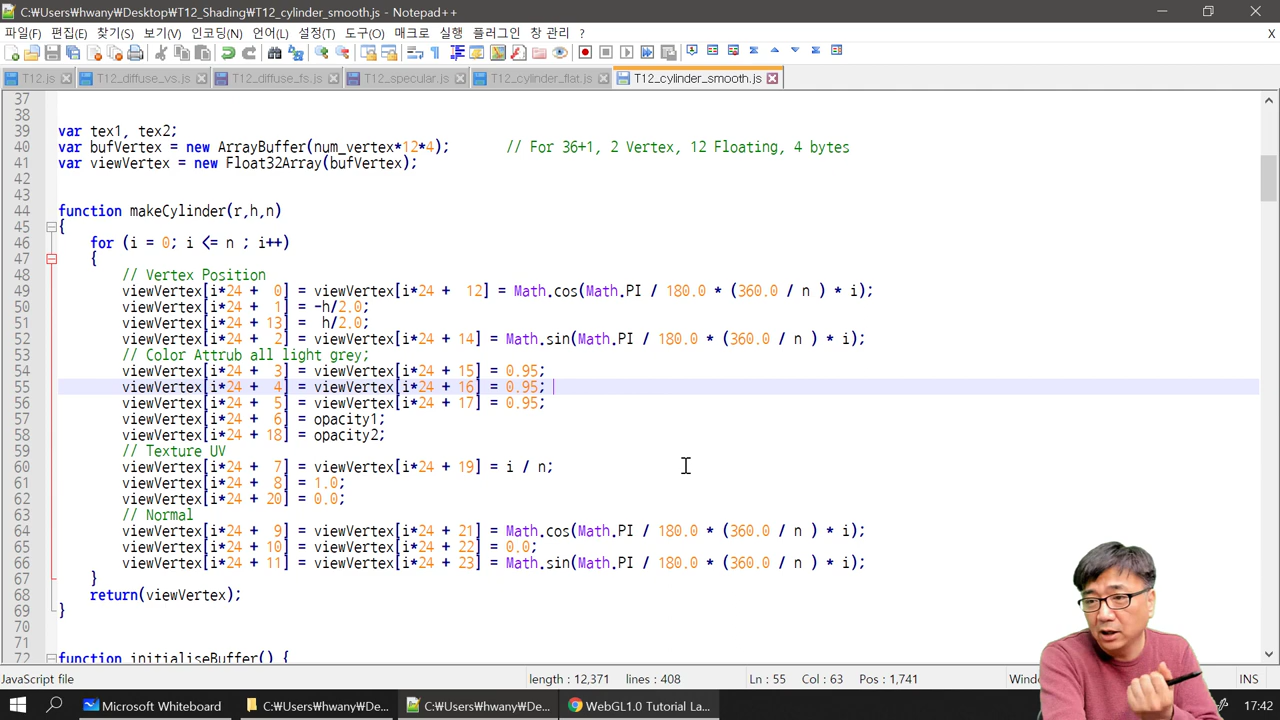 C:₩Users₩hwany₩Desktop₩T12_Shading₩T12_cylinder_smooth.js - Notepad++
파일(F) 편집(E) 찾기(S) 보기(V) 인코딩(N) 언어(L) 설정(T) 도구(O) 매크로 실행 플러그인 창 관리 ? X
T12.js T12_diffuse_vs.js T12_diffuse_fs.js T12_specular.js T12_cylinder_flat.js T12_cylinder_smooth.js
37
38
39 var tex1, tex2;
40 var bufVertex = new ArrayBuffer(num_vertex*12*4); // For 36+1, 2 Vertex, 12 Floating, 4 bytes
41 var viewVertex = new Float32Array(bufVertex);
42
43
44 function makeCylinder(r,h,n)
45 {
46 for (i = 0; i <= n ; i++)
47 {
48 // Vertex Position
49 viewVertex[i*24 + 0] = viewVertex[i*24 + 12] = Math.cos(Math.PI / 180.0 * (360.0 / n ) * i);
50 viewVertex[i*24 + 1] = -h/2.0;
51 viewVertex[i*24 + 13] = h/2.0;
52 viewVertex[i*24 + 2] = viewVertex[i*24 + 14] = Math.sin(Math.PI / 180.0 * (360.0 / n ) * i);
53 // Color Attrub all light grey;
54 viewVertex[i*24 + 3] = viewVertex[i*24 + 15] = 0.95;
55 viewVertex[i*24 + 4] = viewVertex[i*24 + 16] = 0.95;
56 viewVertex[i*24 + 5] = viewVertex[i*24 + 17] = 0.95;
57 viewVertex[i*24 + 6] = opacity1;
58 viewVertex[i*24 + 18] = opacity2;
59 // Texture UV
60 viewVertex[i*24 + 7] = viewVertex[i*24 + 19] = i / n;
61 viewVertex[i*24 + 8] = 1.0;
62 viewVertex[i*24 + 20] = 0.0;
63 // Normal
64 viewVertex[i*24 + 9] = viewVertex[i*24 + 21] = Math.cos(Math.PI / 180.0 * (360.0 / n ) * i);
65 viewVertex[i*24 + 10] = viewVertex[i*24 + 22] = 0.0;
66 viewVertex[i*24 + 11] = viewVertex[i*24 + 23] = Math.sin(Math.PI / 180.0 * (360.0 / n ) * i);
67 }
68 return(viewVertex);
69 }
70
71
72 function initialiseBuffer() {
JavaScript file length : 12,371 lines : 408 Ln : 55 Col : 63 Pos : 1,741 Wind INS
Microsoft Whiteboard C:₩Users₩hwany₩De... C:₩Users₩hwany₩De... WebGL1.0 Tutorial La... 17:42